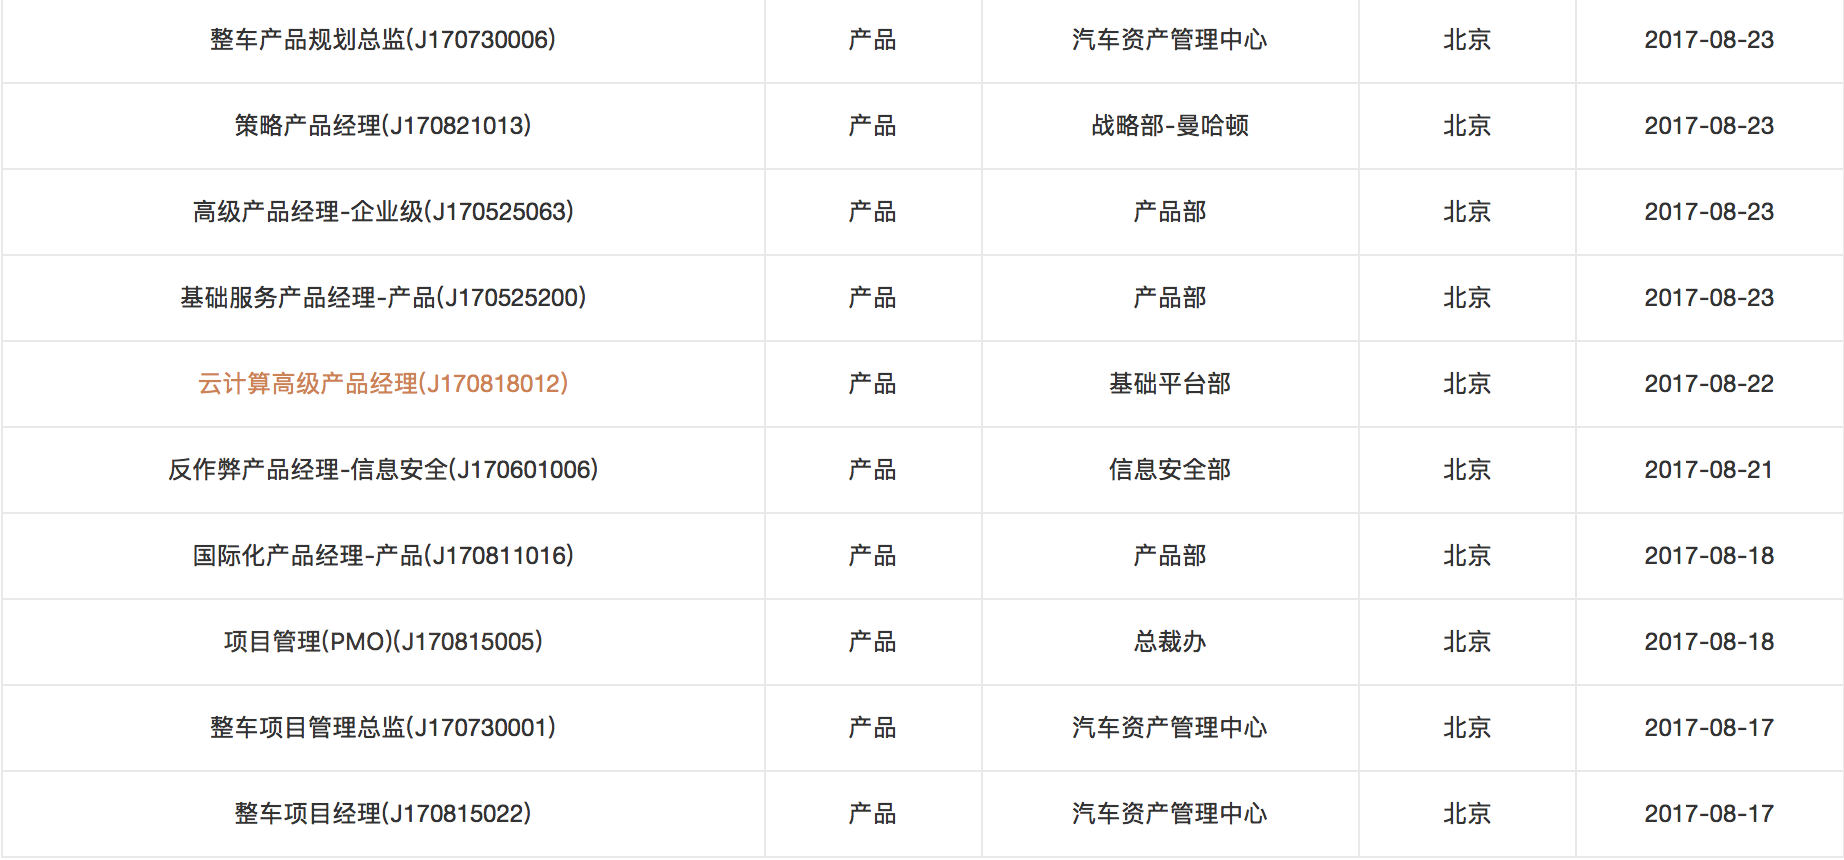 整车产品规划总监(J170730006) 产品 汽车资产管理中心 北京 2017-08-23
策略产品经理(J170821013) 产品 战略部-曼哈顿 北京 2017-08-23
高级产品经理-企业级(J170525063) 产品 产品部 北京 2017-08-23
基础服务产品经理-产品(J170525200) 产品 产品部 北京 2017-08-23
云计算高级产品经理(J170818012) 产品 基础平台部 北京 2017-08-22
反作弊产品经理-信息安全(J170601006) 产品 信息安全部 北京 2017-08-21
国际化产品经理-产品(J170811016) 产品 产品部 北京 2017-08-18
项目管理(PMO)(J170815005) 产品 总裁办 北京 2017-08-18
整车项目管理总监(J170730001) 产品 汽车资产管理中心 北京 2017-08-17
整车项目经理(J170815022) 产品 汽车资产管理中心 北京 2017-08-17